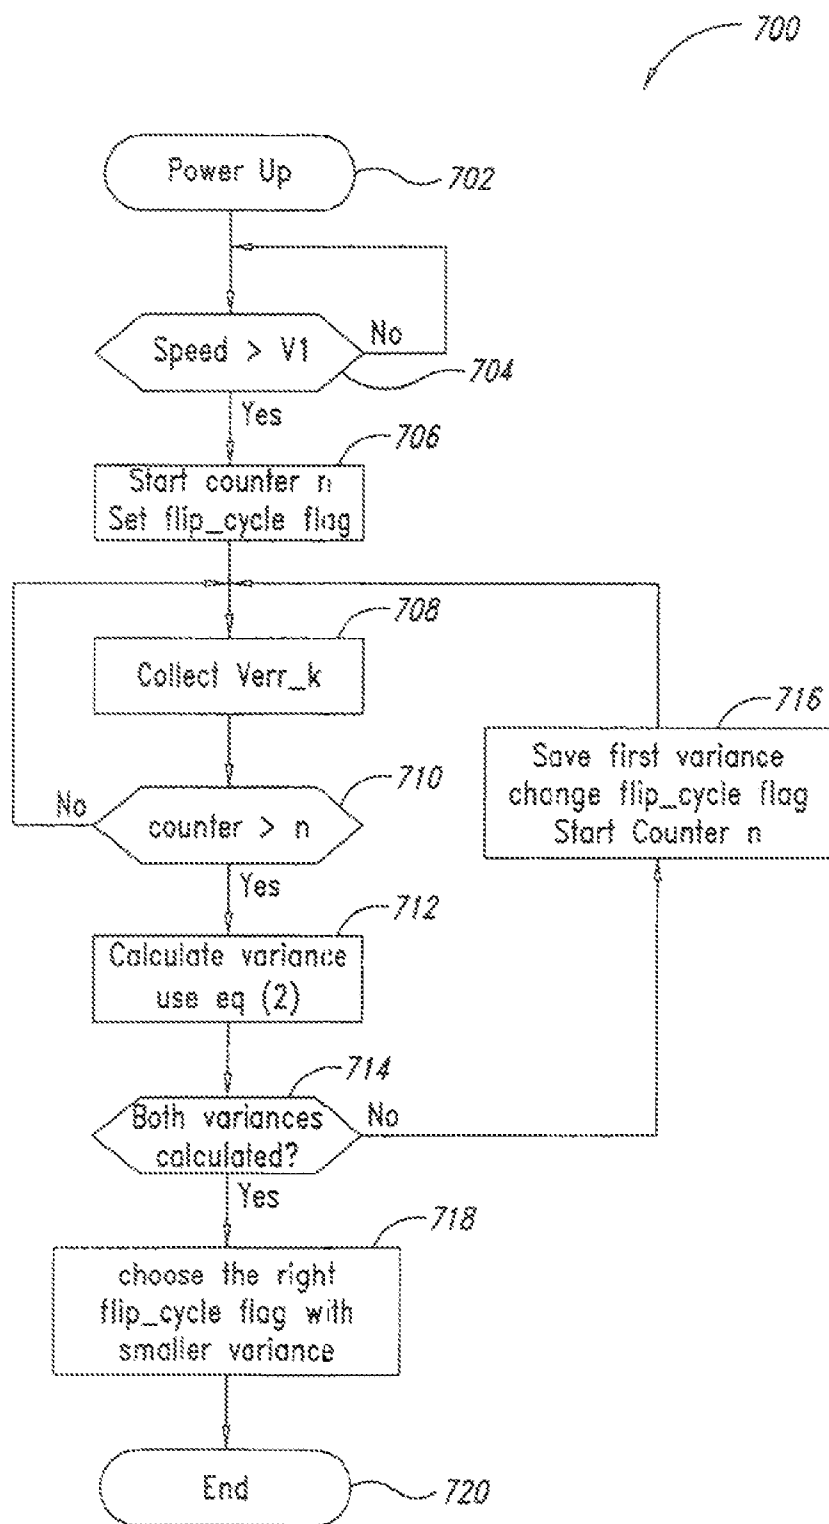 700
Power Up
702
Speed > V1
No
704
Yes
706
Start counter n
Set flip_cycle flag
708
Collect Verr_k
716
Save first variance
change flip_cycle flag
Start Counter n
710
No
counter > n
Yes
712
Calculate variance
use eq (2)
714
Both variances
calculated?
No
Yes
718
choose the right
flip_cycle flag with
smaller variance
End
720